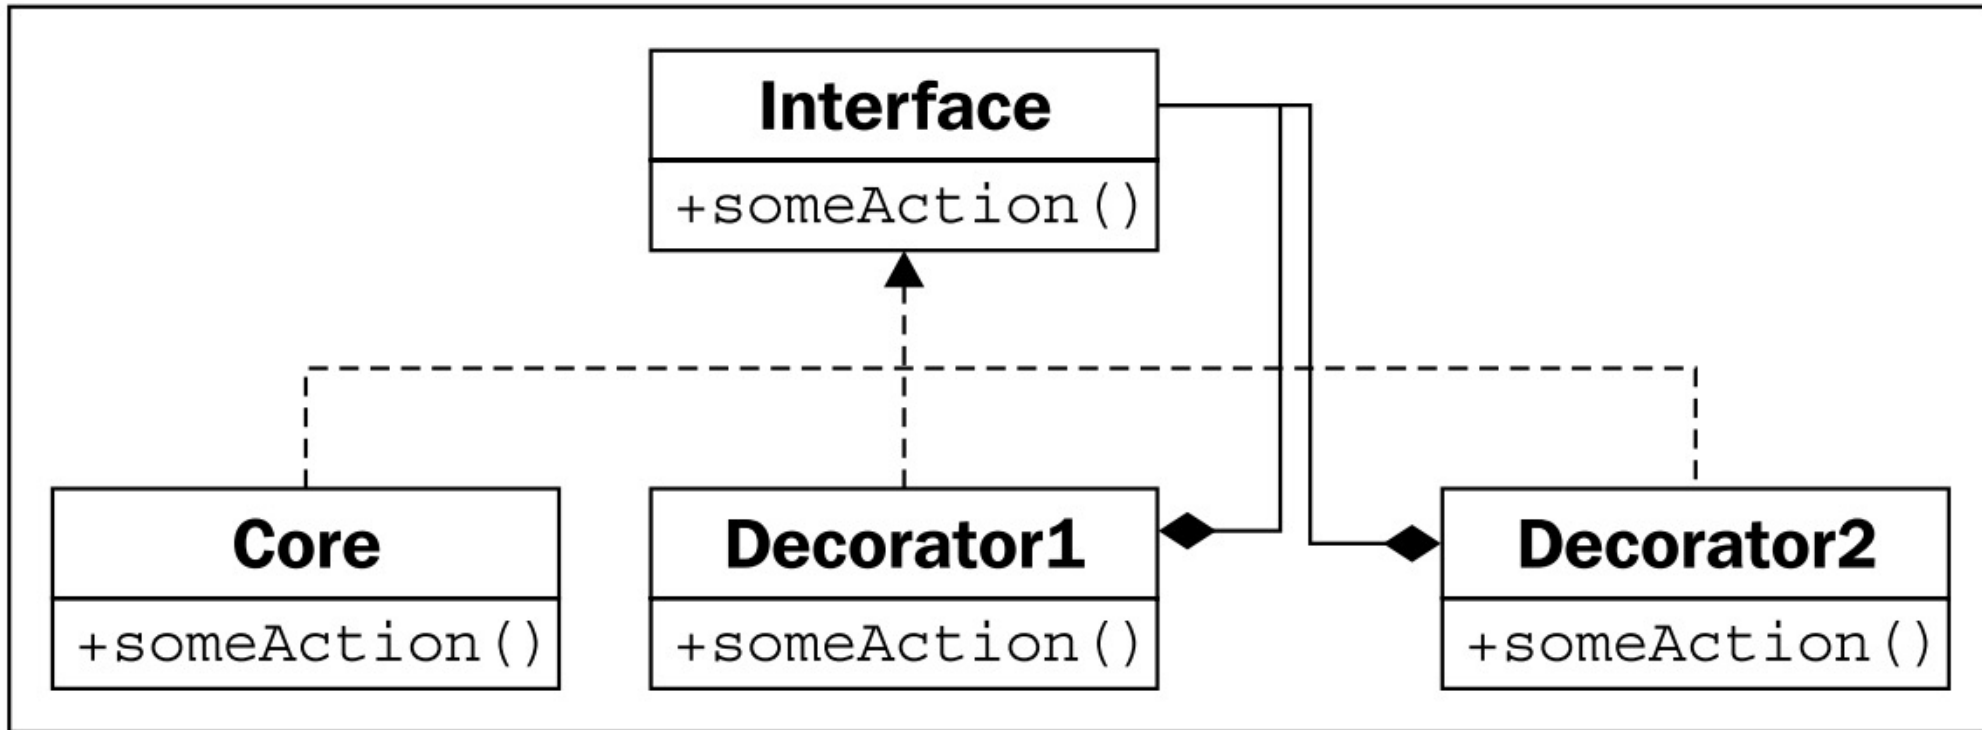 Interface
+someAction()
Core
+someAction()
Decorator1
+someAction()
Decorator2
+someAction()